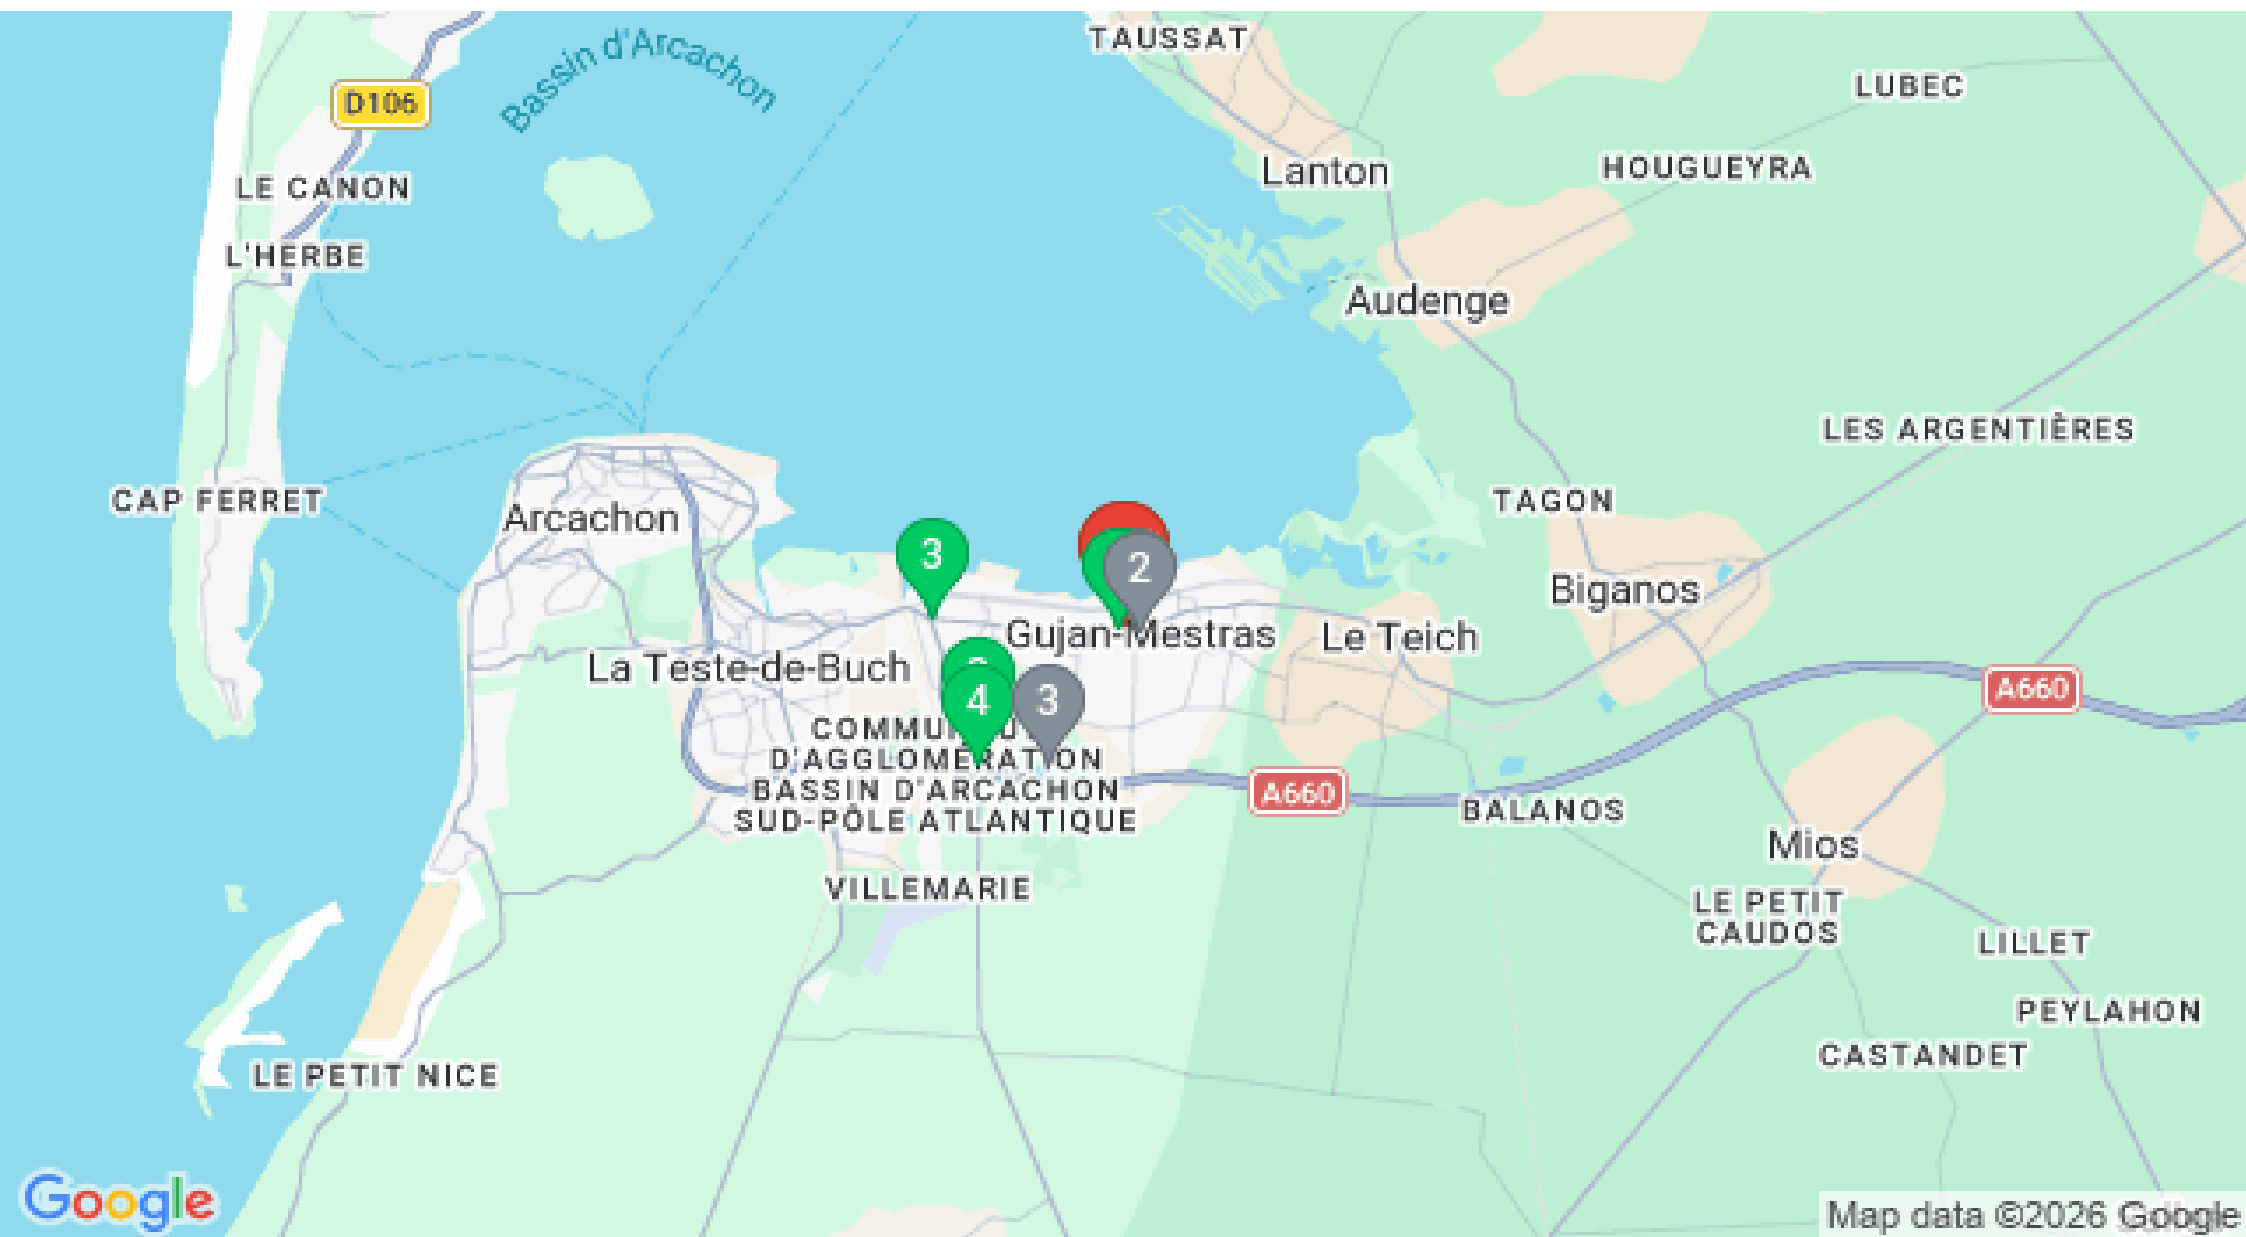 TAUSSAT
Bassin d'Arcachon
LUBEC
D106
Lanton
HOUGUEYRA
LE CANON
L'HERBE
Audenge
LES ARGENTIÈRES
CAP FERRET
Arcachon
TAGON
3
2
Biganos
Gujan-Mestras
Le Teich
La Teste-de-Buch
4
3
A660
D'AGGLOMÉRATION
BASSIN D'ARCACHON
SUD-PÔLE ATLANTIQUE
A660
BALANOS
Mios
VILLEMARIE
LE PETIT
CAUDOS
LILLET
PEYLAHON
CASTANDET
LE PETIT NICE
Google
Map data ©2026 Google